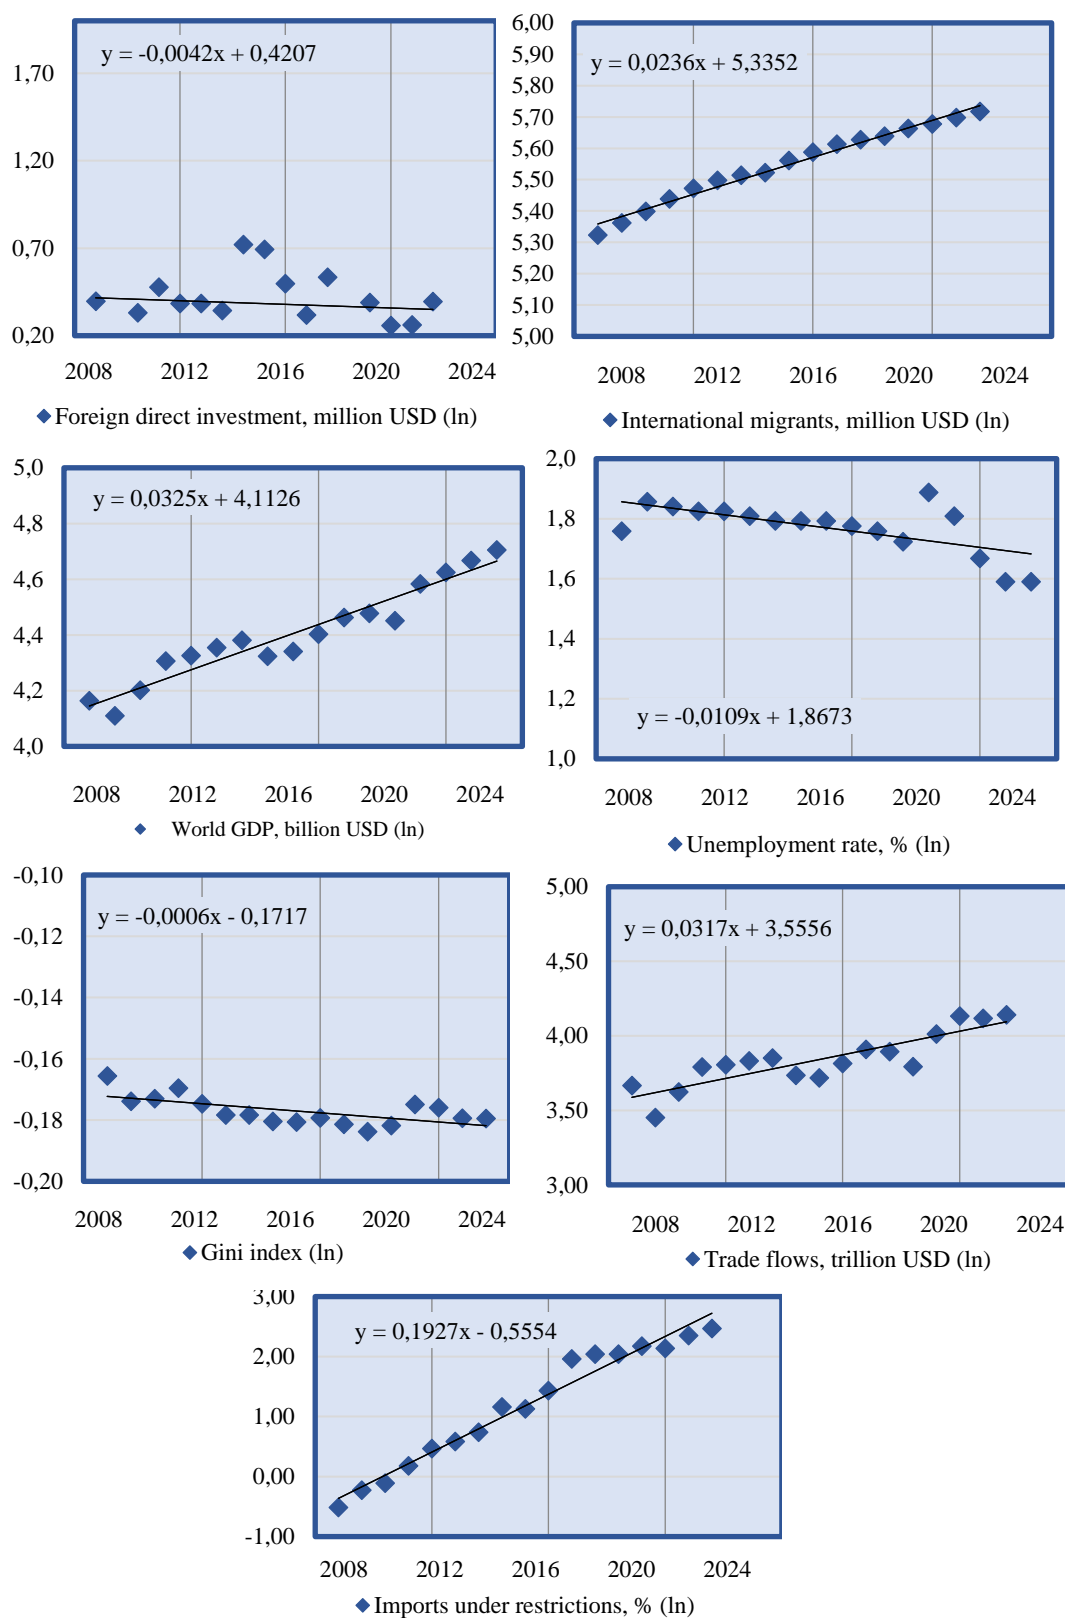 y = -0,0042x + 0,4207
1,70
1,20
0,70
0,20
2008 2012 2016 2020 2024
Foreign direct investment, million USD (ln)
6,00
5,90
5,80
5,70
5,60
5,50
5,40
5,30
5,20
5,10
5,00
y = 0,0236x + 5,3352
2008 2012 2016 2020 2024
International migrants, million USD (ln)
5,0
4,8
4,6
4,4
4,2
4,0
y = 0,0325x + 4,1126
2008 2012 2016 2020 2024
World GDP, billion USD (ln)
2,0
1,8
1,6
1,4
1,2
1,0
y = -0,0109x + 1,8673
2008 2012 2016 2020 2024
Unemployment rate, % (ln)
-0,10
-0,12
-0,14
-0,16
-0,18
-0,20
y = -0,0006x - 0,1717
2008 2012 2016 2020 2024
Gini index (ln)
5,00
4,50
4,00
3,50
3,00
y = 0,0317x + 3,5556
2008 2012 2016 2020 2024
Trade flows, trillion USD (ln)
3,00
2,00
1,00
0,00
-1,00
y = 0,1927x - 0,5554
2008 2012 2016 2020 2024
Imports under restrictions, % (ln)